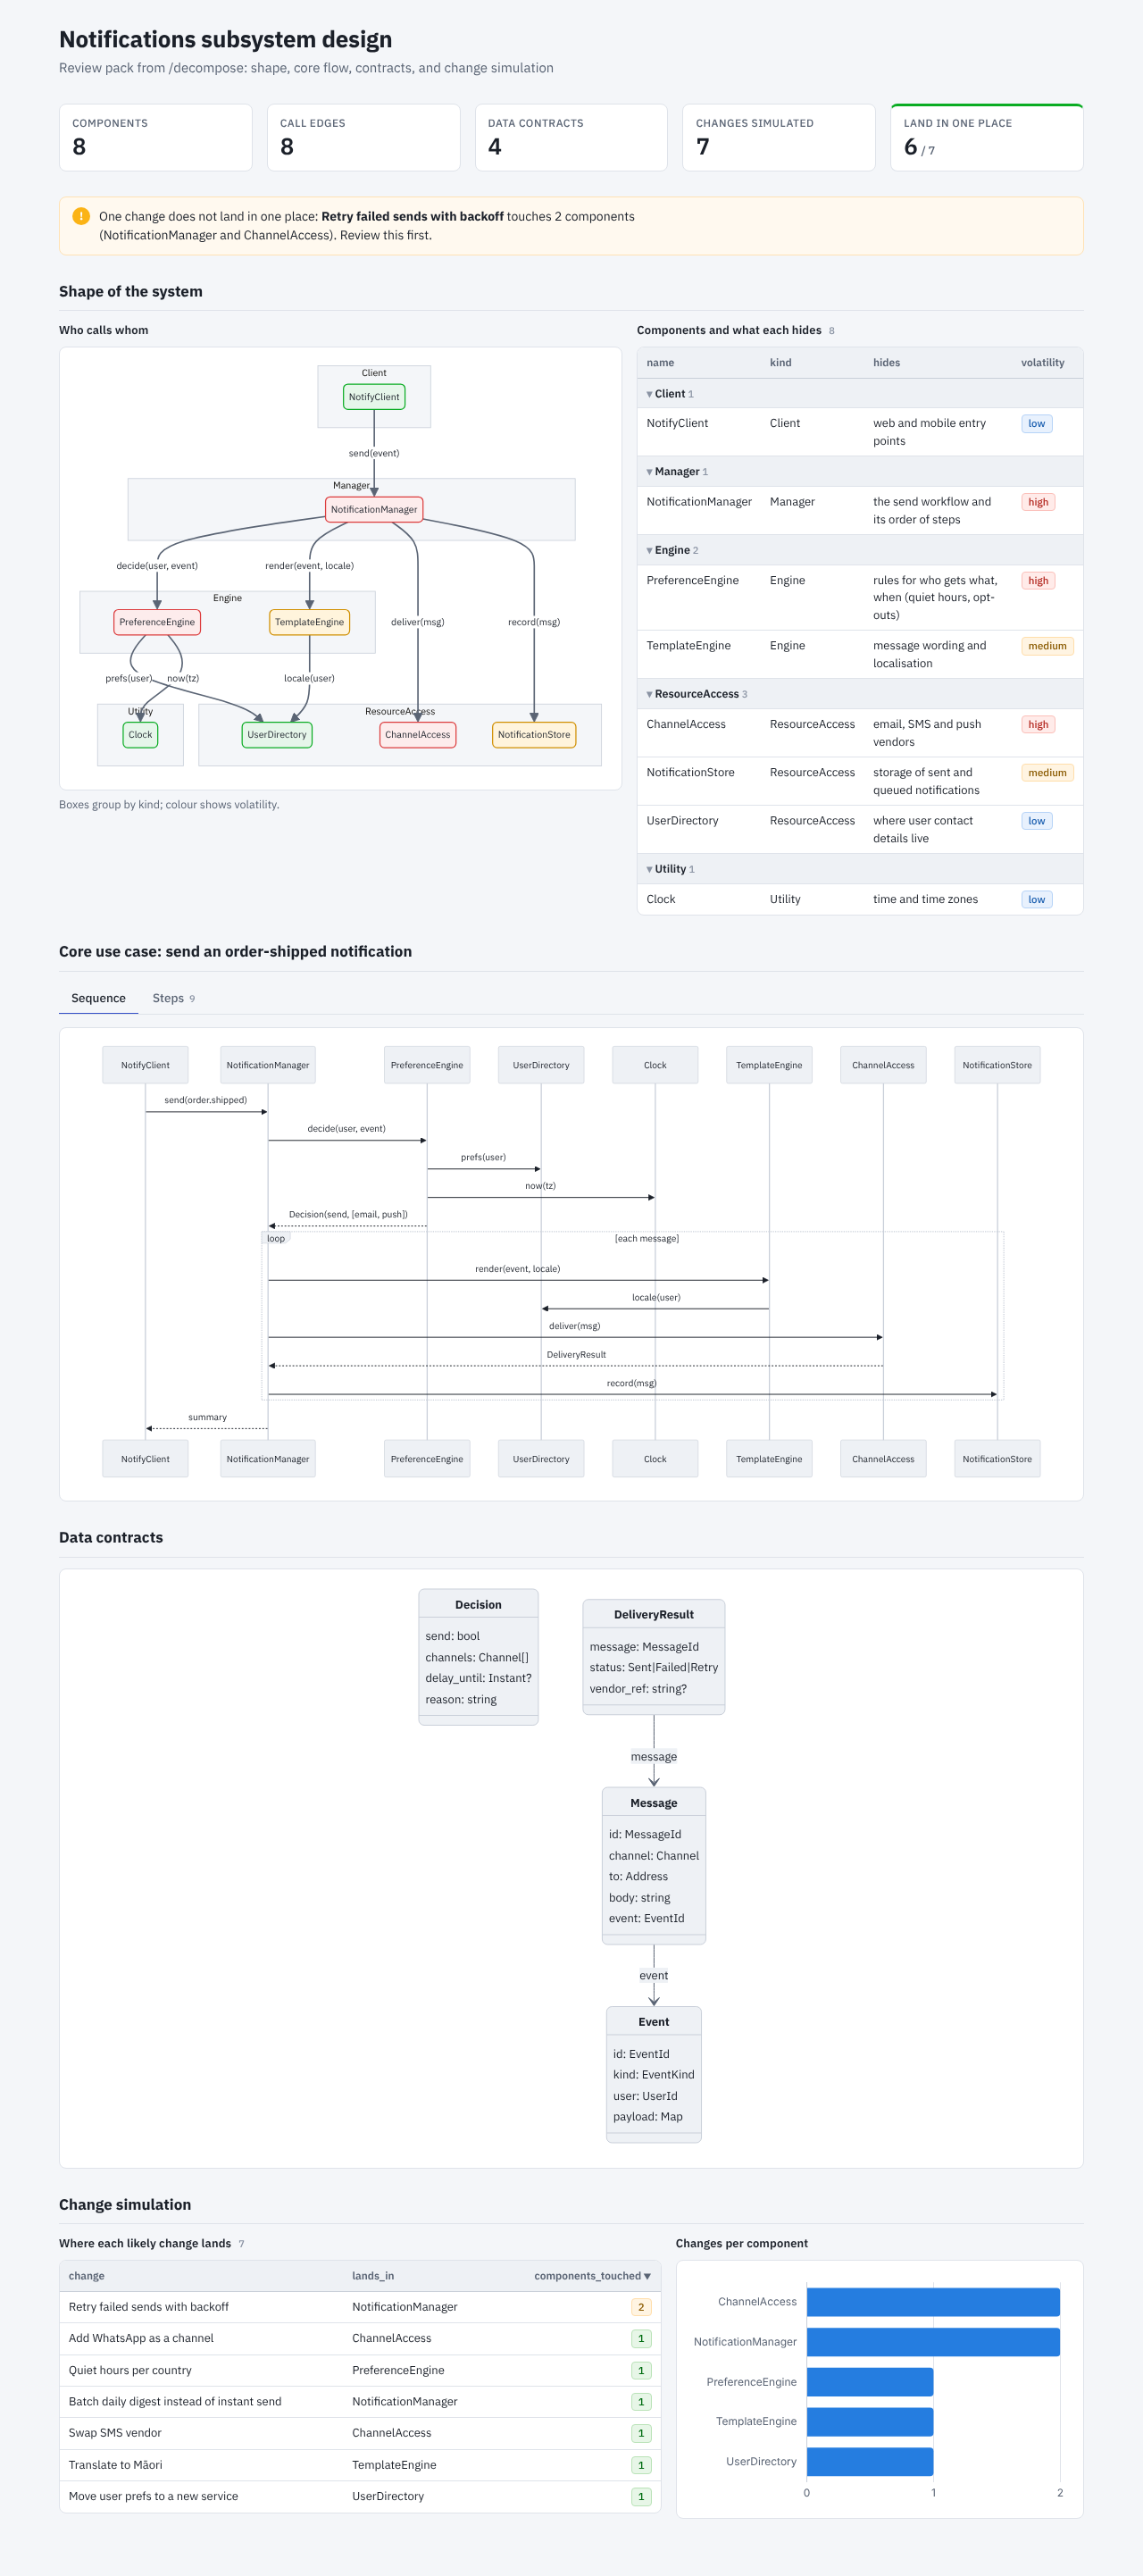 Notifications subsystem design
Review pack from /decompose: shape, core flow, contracts, and change simulation
COMPONENTS
8
CALL EDGES
8
DATA CONTRACTS
4
CHANGES SIMULATED
7
LAND IN ONE PLACE
6 / 7
! One change does not land in one place: Retry failed sends with backoff touches 2 components
(NotificationManager and ChannelAccess). Review this first.
Shape of the system
Who calls whom
Client
NotifyClient
send(event)
Manager
NotificationManager
decide(user, event)
render(event, locale)
Engine
PreferenceEngine
TemplateEngine
deliver(msg)
record(msg)
prefs(user)
now(tz)
locale(user)
Utility
ResourceAccess
Clock
UserDirectory
ChannelAccess
NotificationStore
Boxes group by kind; colour shows volatility.
Components and what each hides 8
name kind hides volatility
▾ Client 1
NotifyClient Client web and mobile entry low
points
▾ Manager 1
NotificationManager Manager the send workflow and high
its order of steps
▾ Engine 2
PreferenceEngine Engine rules for who gets what, high
when (quiet hours, opt-
outs)
TemplateEngine Engine message wording and medium
localisation
▾ ResourceAccess 3
ChannelAccess ResourceAccess email, SMS and push high
vendors
NotificationStore ResourceAccess storage of sent and medium
queued notifications
UserDirectory ResourceAccess where user contact low
details live
▾ Utility 1
Clock Utility time and time zones low
Core use case: send an order-shipped notification
Sequence Steps 9
NotifyClient NotificationManager PreferenceEngine UserDirectory Clock TemplateEngine ChannelAccess NotificationStore
send(order.shipped)
decide(user, event)
prefs(user)
now(tz)
Decision(send, [email, push])
loop [each message]
render(event, locale)
locale(user)
deliver(msg)
DeliveryResult
record(msg)
summary
NotifyClient NotificationManager PreferenceEngine UserDirectory Clock TemplateEngine ChannelAccess NotificationStore
Data contracts
Decision
send: bool
channels: Channel[]
delay_until: Instant?
reason: string
DeliveryResult
message: MessageId
status: Sent|Failed|Retry
vendor_ref: string?
message
Message
id: MessageId
channel: Channel
to: Address
body: string
event: EventId
event
Event
id: EventId
kind: EventKind
user: UserId
payload: Map
Change simulation
Where each likely change lands 7
change lands_in components_touched ▼
Retry failed sends with backoff NotificationManager 2
Add WhatsApp as a channel ChannelAccess 1
Quiet hours per country PreferenceEngine 1
Batch daily digest instead of instant send NotificationManager 1
Swap SMS vendor ChannelAccess 1
Translate to Māori TemplateEngine 1
Move user prefs to a new service UserDirectory 1
Changes per component
ChannelAccess
NotificationManager
PreferenceEngine
TemplateEngine
UserDirectory
0 1 2